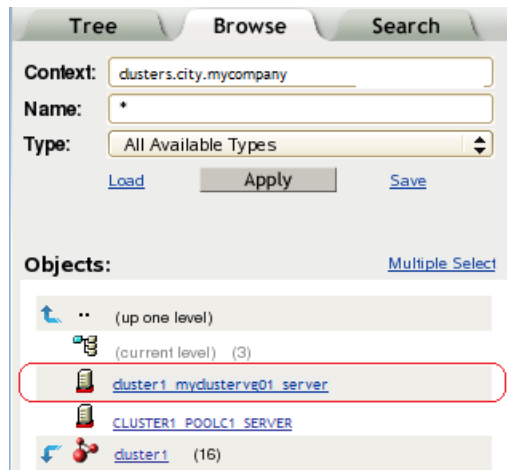 Tree Browse Search
Context: clusters.city.mycompany
Name: *
Type: All Available Types
Load Apply Save
Objects: Multiple Select
.. (up one level)
(current level) (3)
cluster1_myclustervg01_server
CLUSTER1_POOLC1_SERVER
cluster1 (16)